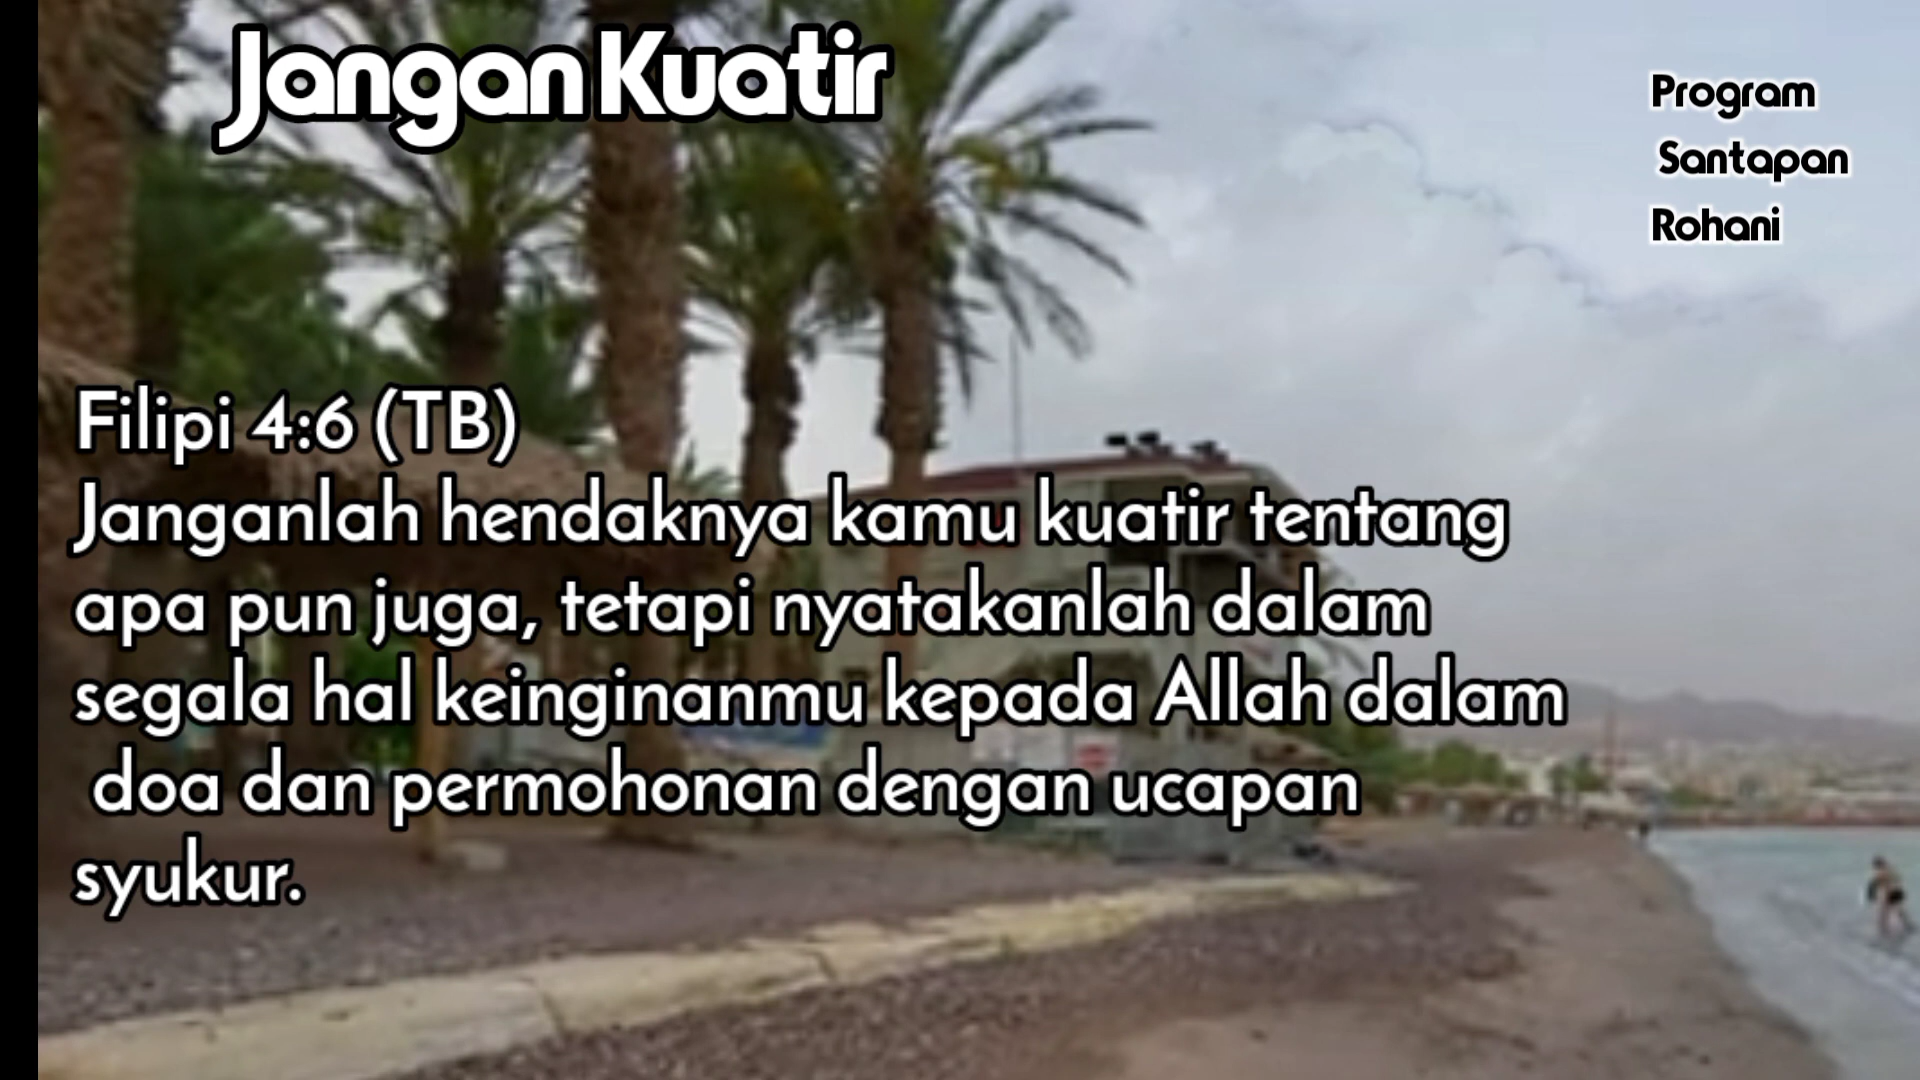 Jangan Kuatir
Program
Santapan
Rohani
Filipi 4:6 (TB)
Janganlah hendaknya kamu kuatir tentang
apa pun juga, tetapi nyatakanlah dalam
segala hal keinginanmu kepada Allah dalam
doa dan permohonan dengan ucapan
syukur.